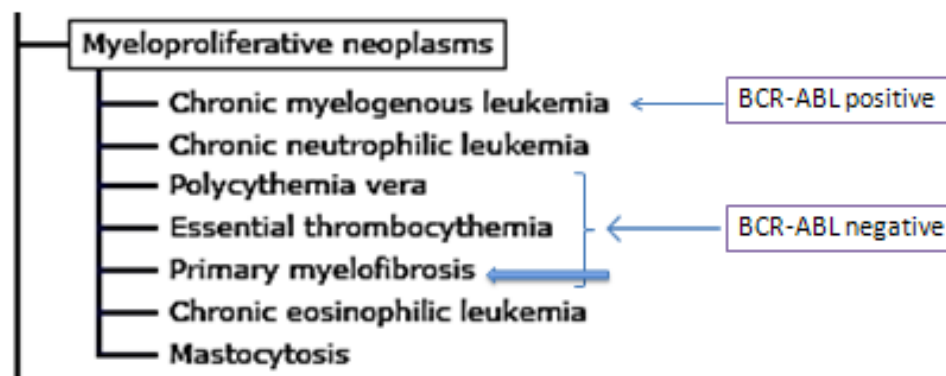 Myeloproliferative neoplasms
Chronic myelogenous leukemia
BCR-ABL positive
Chronic neutrophilic leukemia
Polycythemia vera
Essential thrombocythemia
BCR-ABL negative
Primary myelofibrosis
Chronic eosinophilic leukemia
Mastocytosis